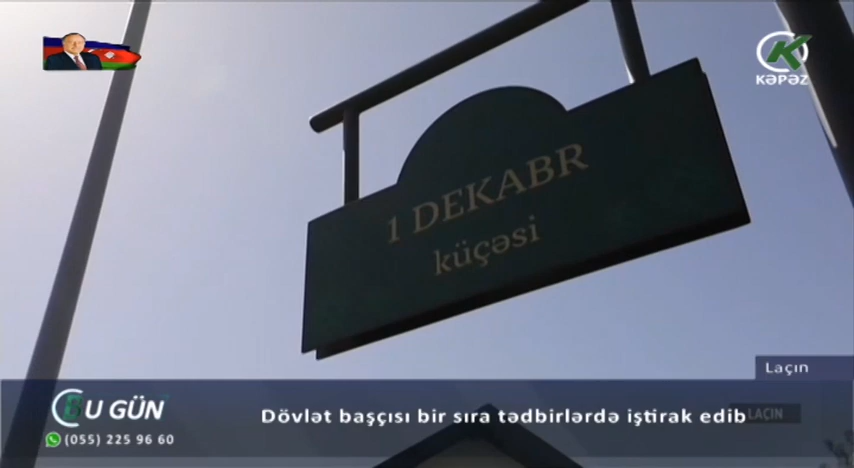 KƏPƏZ
1 DEKABR
küçəsi
Laçın
BU GÜN
Dövlət başçısı bir sıra tədbirlərdə iştirak edib
LAÇIN
(055) 225 96 60